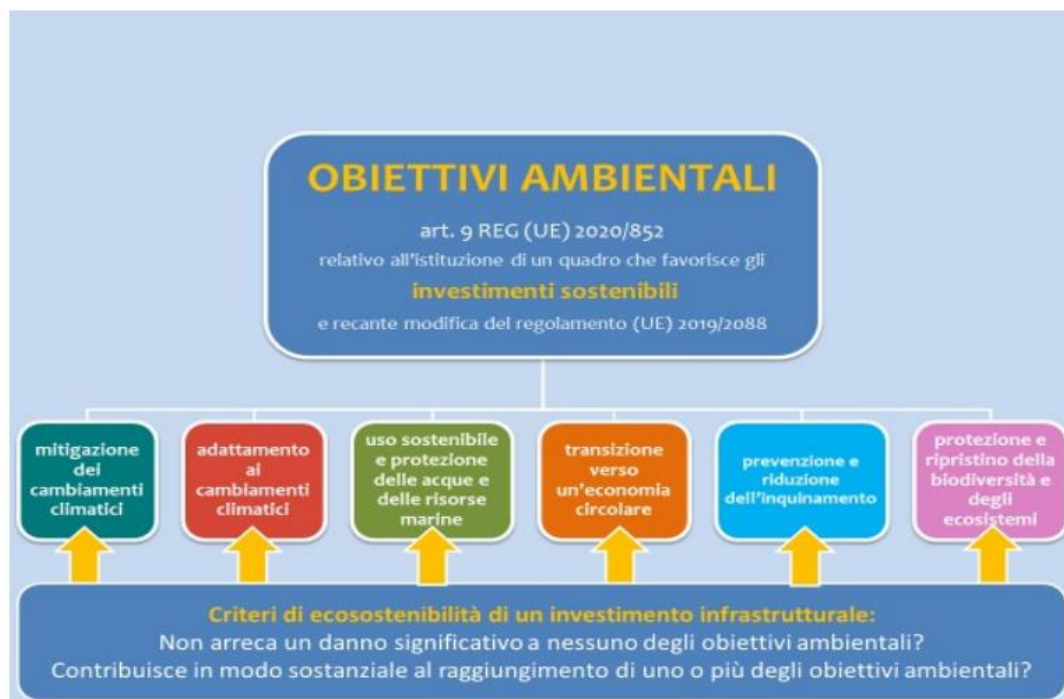 OBIETTIVI AMBIENTALI
art. 9 REG (UE) 2020/852
relativo all'istituzione di un quadro che favorisce gli
investimenti sostenibili
e recante modifica del regolamento (UE) 2019/2088
mitigazione
dei
cambiamenti
climatici
adattamento
ai
cambiamenti
climatici
uso sostenibile
e protezione
delle acque e
delle risorse
marine
transizione
verso
un'economia
circolare
prevenzione e
riduzione
dell'inquinamento
protezione e
ripristino della
biodiversità e
degli
ecosistemi
Criteri di ecosostenibilità di un investimento infrastrutturale:
Non arreca un danno significativo a nessuno degli obiettivi ambientali?
Contribuisce in modo sostanziale al raggiungimento di uno o più degli obiettivi ambientali?